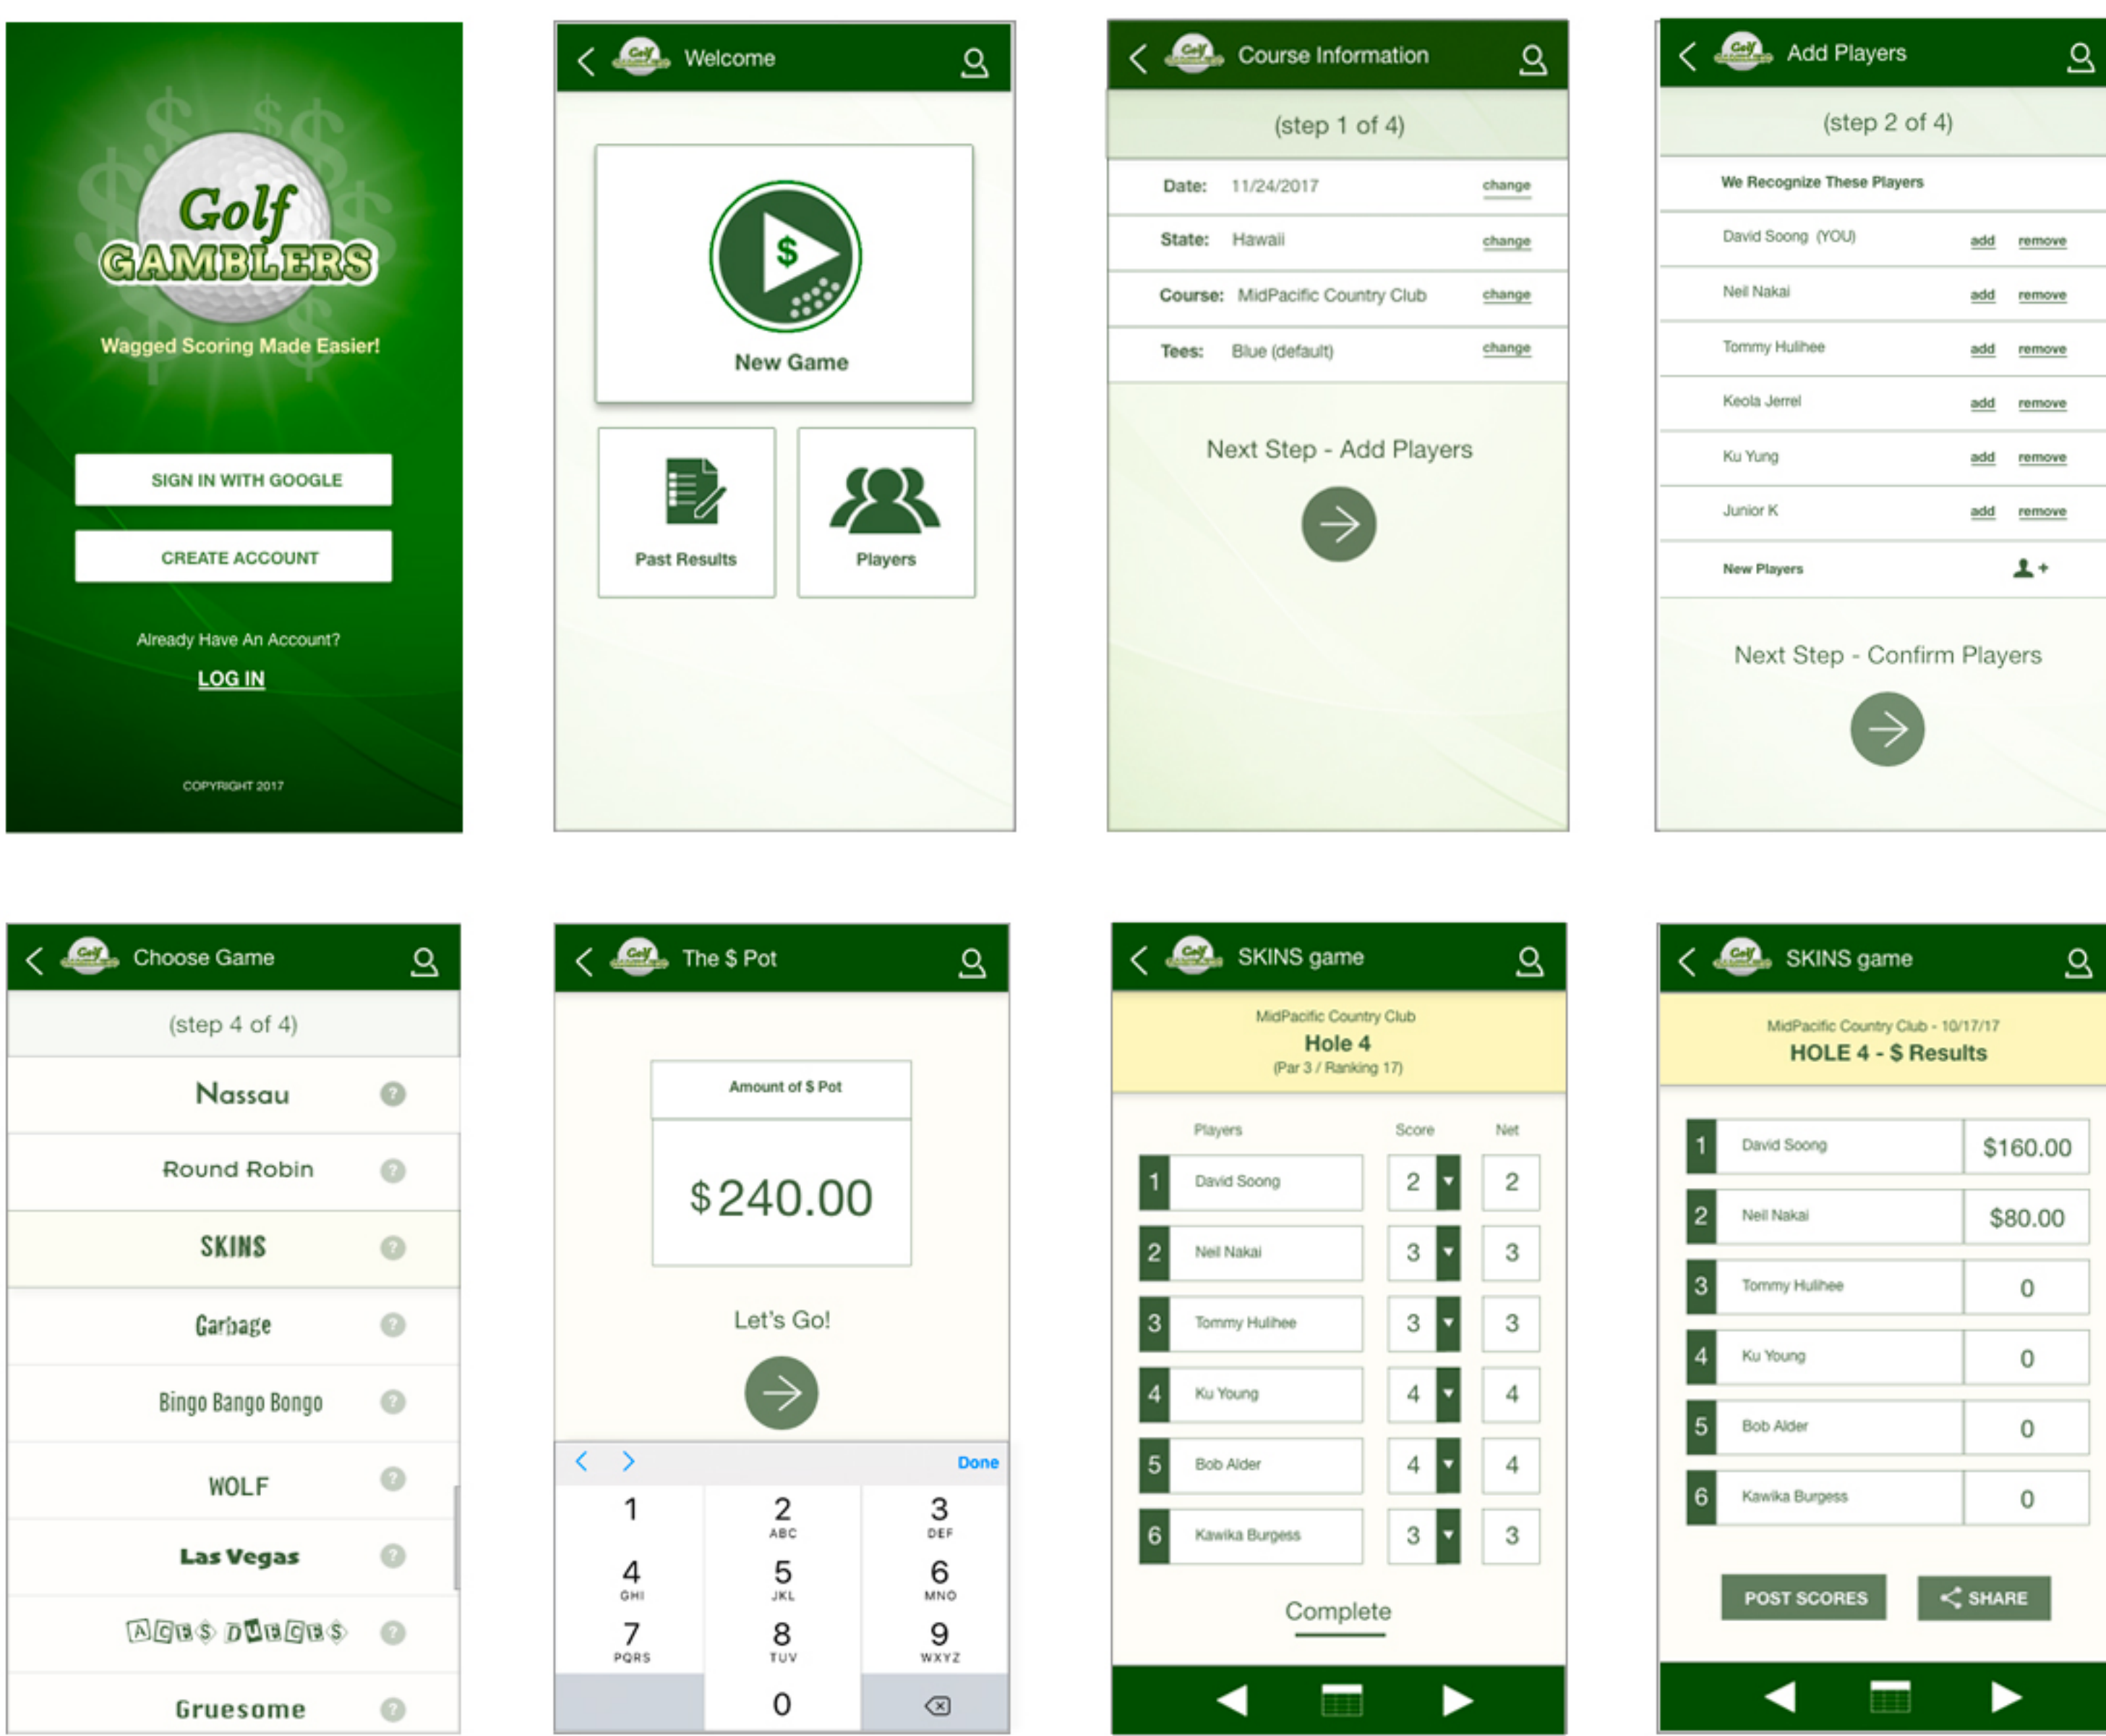 Golf
GAMBLERS
Wagged Scoring Made Easier!
SIGN IN WITH GOOGLE
CREATE ACCOUNT
Already Have An Account?
LOG IN
COPYRIGHT 2017
Golf
Welcome
New Game
Past Results
Players
Golf
Course Information
(step 1 of 4)
Date: 11/24/2017 change
State: Hawaii change
Course: MidPacific Country Club change
Tees: Blue (default) change
Next Step - Add Players
Golf
Add Players
(step 2 of 4)
We Recognize These Players
David Soong (YOU) add remove
Neil Nakai add remove
Tommy Hulihee add remove
Keola Jerrel add remove
Ku Yung add remove
Junior K add remove
New Players +
Next Step - Confirm Players
Golf
Choose Game
(step 4 of 4)
Nassau ?
Round Robin ?
SKINS ?
Garbage ?
Bingo Bango Bongo ?
WOLF ?
Las Vegas ?
ACES DUECES ?
Gruesome ?
Golf
The $ Pot
Amount of $ Pot
$240.00
Let's Go!
Done
1 2 3
ABC DEF
4 5 6
GHI JKL MNO
7 8 9
PQRS TUV WXYZ
0
Golf
SKINS game
MidPacific Country Club
Hole 4
(Par 3 / Ranking 17)
Players Score Net
1 David Soong 2 2
2 Neil Nakai 3 3
3 Tommy Hulihee 3 3
4 Ku Young 4 4
5 Bob Alder 4 4
6 Kawika Burgess 3 3
Complete
Golf
SKINS game
MidPacific Country Club - 10/17/17
HOLE 4 - $ Results
1 David Soong $160.00
2 Neil Nakai $80.00
3 Tommy Hulihee 0
4 Ku Young 0
5 Bob Alder 0
6 Kawika Burgess 0
POST SCORES
SHARE